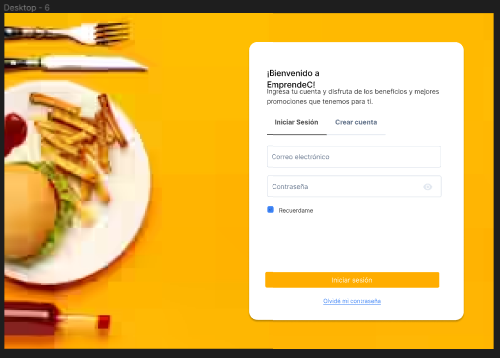 Desktop - 6
¡Bienvenido a
EmprendeC!
Ingresa tu cuenta y disfruta de los beneficios y mejores
promociones que tenemos para ti.
Iniciar Sesión
Crear cuenta
Correo electrónico
Contraseña
Recuerdame
Iniciar sesión
Olvidé mi contraseña